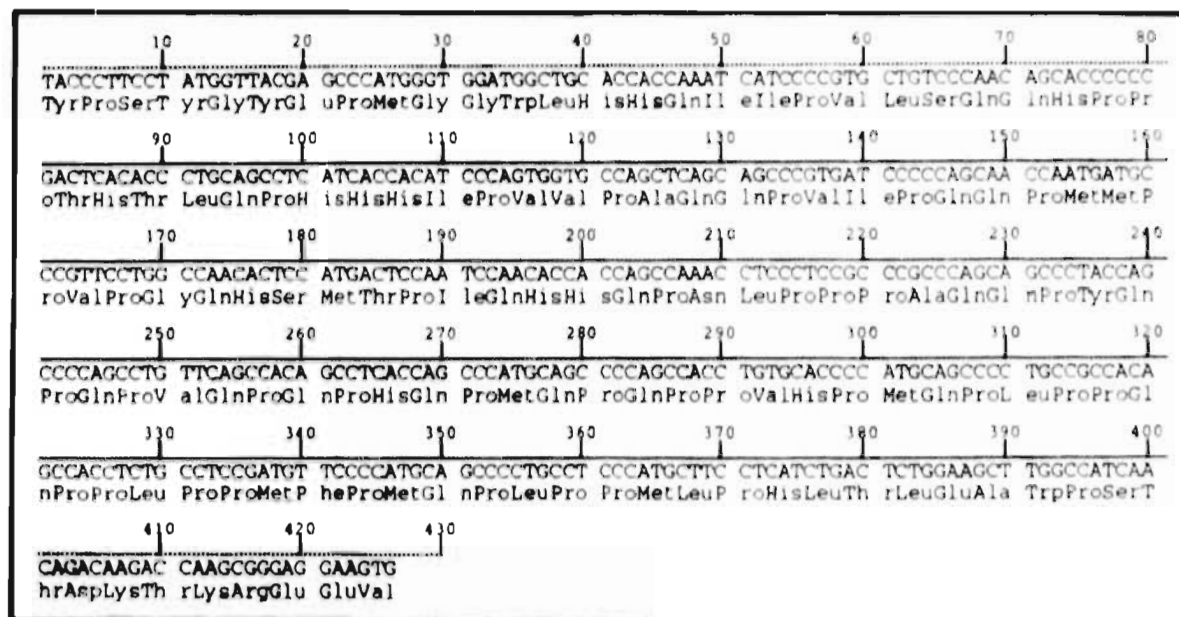 10 20 30 40 50 60 70 80
TACCCTTCCT ATGGTTACGA GCCCATGGGT GGATGGCTGC ACCACCAAAT CATCCCCGTG CTGTCCCAAC AGCACCCCCC
TyrProSerT yrGlyTyrGl uProMetGly GlyTrpLeuH isHisGlnIl eIleProVal LeuSerGlnG lnHisProPr
90 100 110 120 130 140 150 160
GACTCACACC CTGCAGCCTC ATCACCACAT CCCAGTGGTG CCAGCTCAGC AGCCCGTGAT CCCCCAGCAA CCAATGATGC
oThrHisThr LeuGlnProH isHisHisIl eProValVal ProAlaGlnG lnProValIl eProGlnGln ProMetMetP
170 180 190 200 210 220 230 240
CCGTTCCTGG CCAACACTCC ATGACTCCAA TCCAACACCA CCAGCCAAAC CTCCCTCCGC CCGCCCAGCA GCCCTACCAG
roValProGl yGlnHisSer MetThrProI leGlnHisHi sGlnProAsn LeuProProP roAlaGlnGl nProTyrGln
250 260 270 280 290 300 310 320
CCCCAGCCTG TTCAGCCACA GCCTCACCAG CCCATGCAGC CCCAGCCACC TGTGCACCCC ATGCAGCCCC TGCCGCCACA
ProGlnProV alGlnProGl nProHisGln ProMetGlnP roGlnProPr oValHisPro MetGlnProL euProProGl
330 340 350 360 370 380 390 400
GCCACCTCTG CCTCCGATGT TCCCCATGCA GCCCCTGCCT CCCATGCTTC CTCATCTGAC TCTGGAAGCT TGGCCATCAA
nProProLeu ProProMetP heProMetGl nProLeuPro ProMetLeuP roHisLeuTh rLeuGluAla TrpProSerT
410 420 430
CAGACAAGAC CAAGCGGGAG GAAGTG
hrAspLysTh rLysArgGlu GluVal